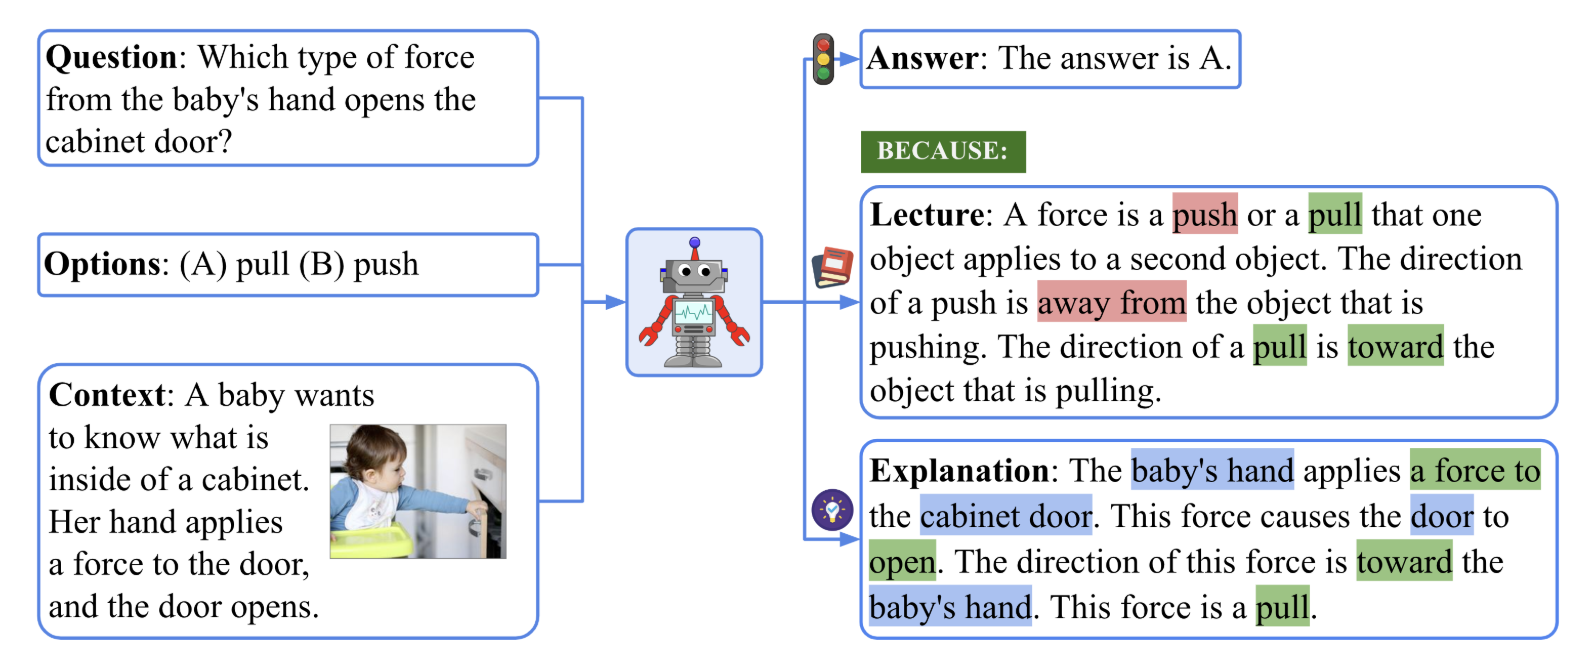 Question: Which type of force
from the baby's hand opens the
cabinet door?
Options: (A) pull (B) push
Context: A baby wants
to know what is
inside of a cabinet.
Her hand applies
a force to the door,
and the door opens.
Answer: The answer is A.
BECAUSE:
Lecture: A force is a push or a pull that one
object applies to a second object. The direction
of a push is away from the object that is
pushing. The direction of a pull is toward the
object that is pulling.
Explanation: The baby's hand applies a force to
the cabinet door. This force causes the door to
open. The direction of this force is toward the
baby's hand. This force is a pull.